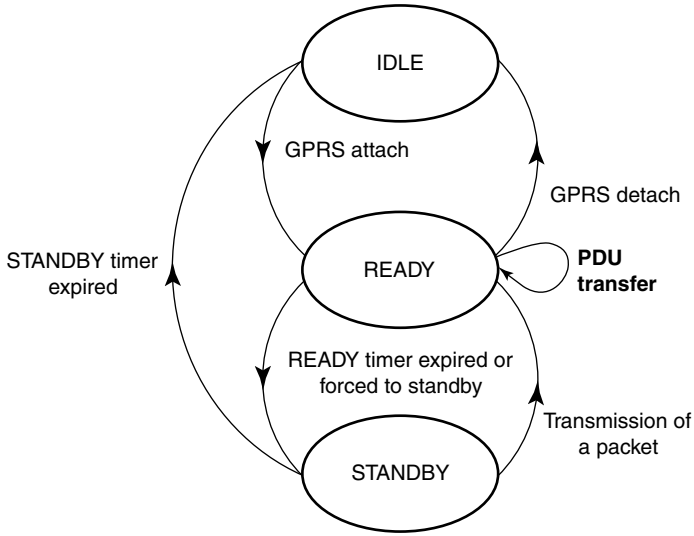 IDLE
GPRS attach
GPRS detach
STANDBY timer
expired
READY
PDU
transfer
READY timer expired or
forced to standby
Transmission of
a packet
STANDBY